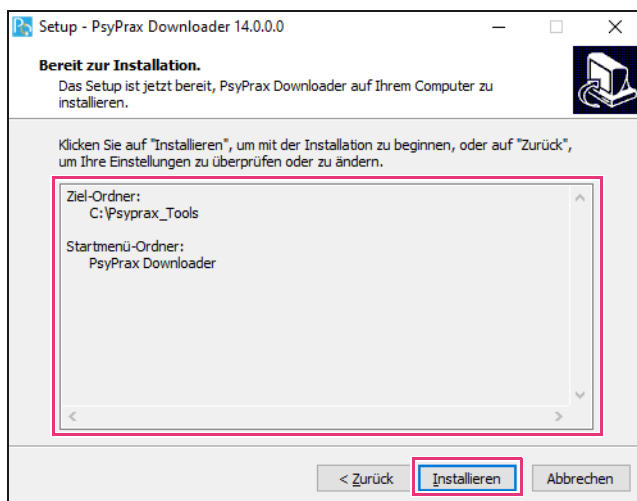 Setup - PsyPrax Downloader 14.0.0.0
Bereit zur Installation.
Das Setup ist jetzt bereit, PsyPrax Downloader auf Ihrem Computer zu
installieren.
Klicken Sie auf "Installieren", um mit der Installation zu beginnen, oder auf "Zurück",
um Ihre Einstellungen zu überprüfen oder zu ändern.
Ziel-Ordner:
C:\Psyprax_Tools
Startmenü-Ordner:
PsyPrax Downloader
< Zurück
Installieren
Abbrechen